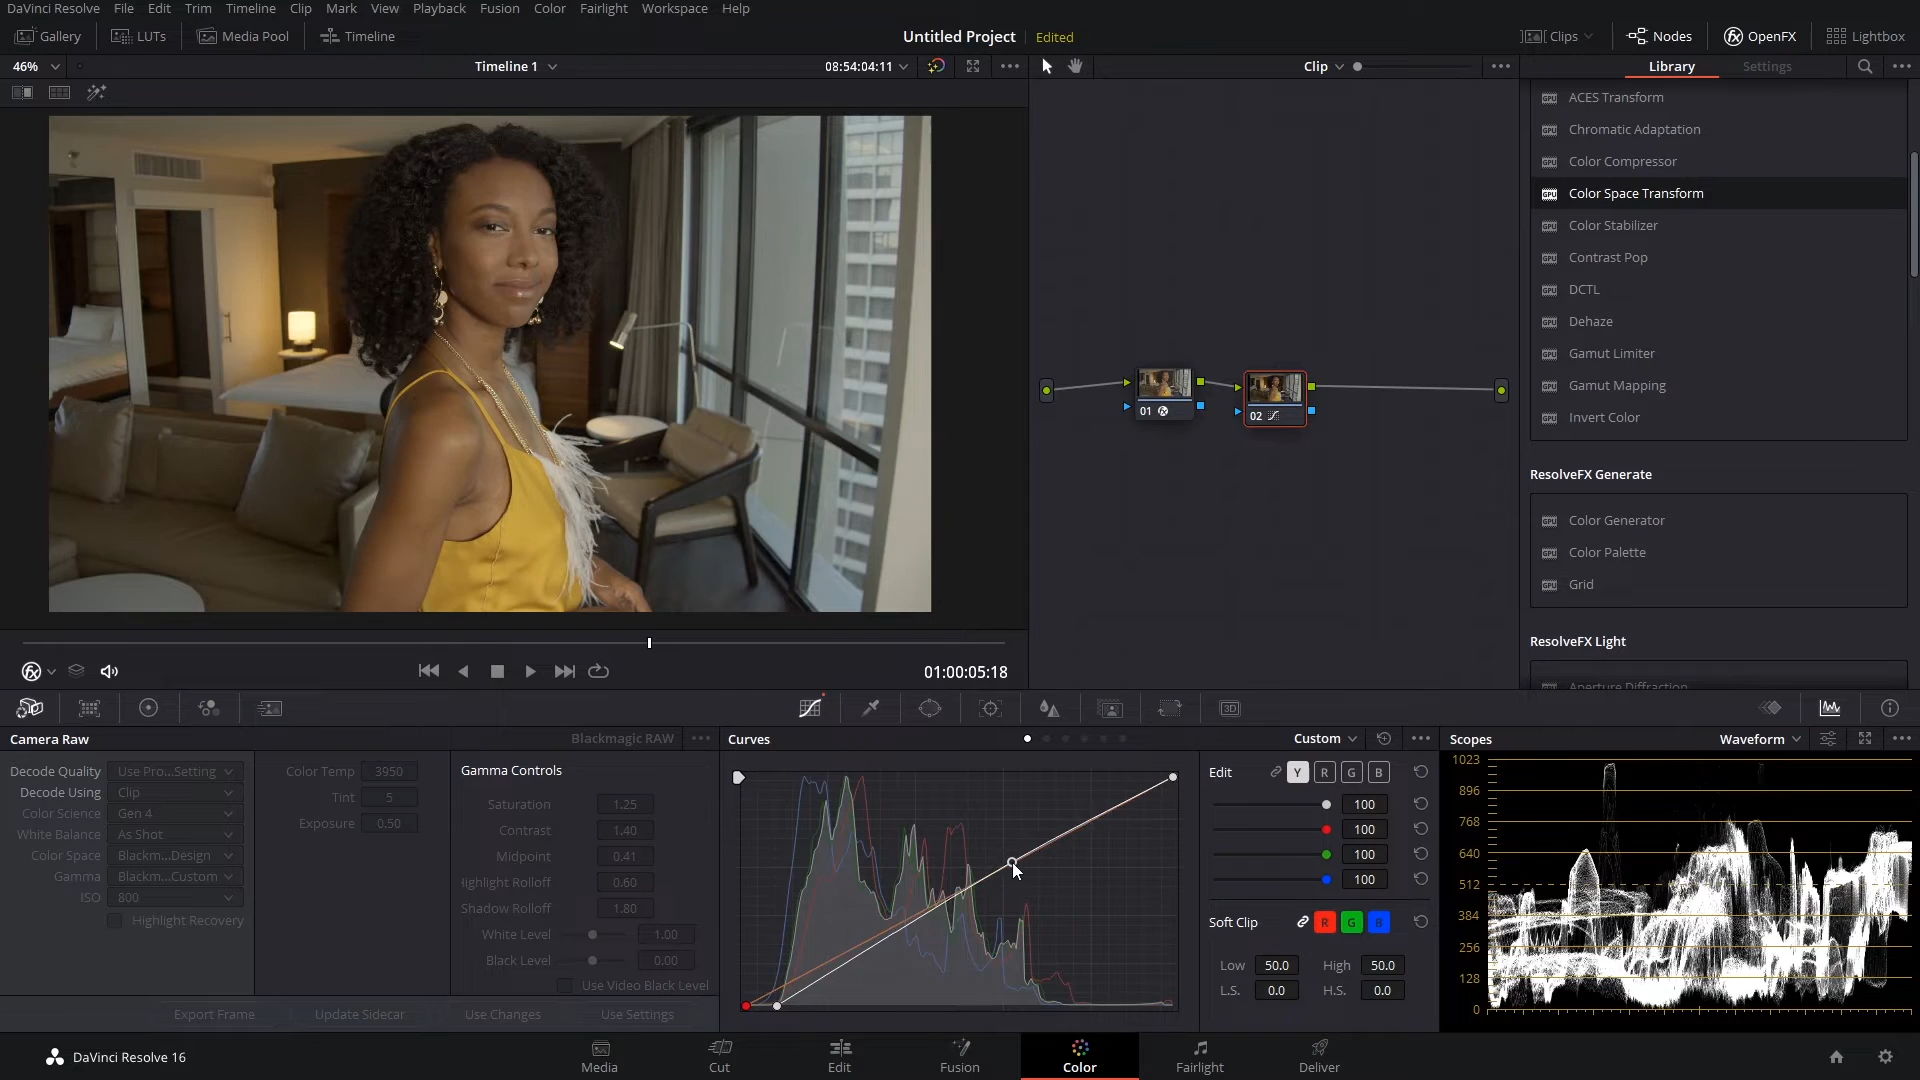 DaVinci Resolve File Edit Trim Timeline Clip Mark View Playback Fusion Color Fairlight Workspace Help
Gallery LUTs Media Pool Timeline Untitled Project Edited Clips Nodes OpenFX Lightbox
46% Timeline 1 08:54:04:11 Clip Library Settings
ACES Transform
Chromatic Adaptation
Color Compressor
Color Space Transform
Color Stabilizer
Contrast Pop
DCTL
Dehaze
Gamut Limiter
Gamut Mapping
Invert Color
01 02
ResolveFX Generate
Color Generator
Color Palette
Grid
ResolveFX Light
Aperture Diffraction
01:00:05:18
3D
Camera Raw Blackmagic RAW
Decode Quality Use Pro...Setting
Decode Using Clip
Color Science Gen 4
White Balance As Shot
Color Space Blackm...Design
Gamma Blackm...Custom
ISO 800
Highlight Recovery
Color Temp 3950
Tint 5
Exposure 0.50
Gamma Controls
Saturation 1.25
Contrast 1.40
Midpoint 0.41
Highlight Rolloff 0.60
Shadow Rolloff 1.80
White Level 1.00
Black Level 0.00
Use Video Black Level
Export Frame Update Sidecar Use Changes Use Settings
Curves Custom
Edit Y R G B
100
100
100
100
Soft Clip R G B
Low 50.0 High 50.0
L.S. 0.0 H.S. 0.0
Scopes Waveform
1023
896
768
640
512
384
256
128
0
DaVinci Resolve 16 Media Cut Edit Fusion Color Fairlight Deliver